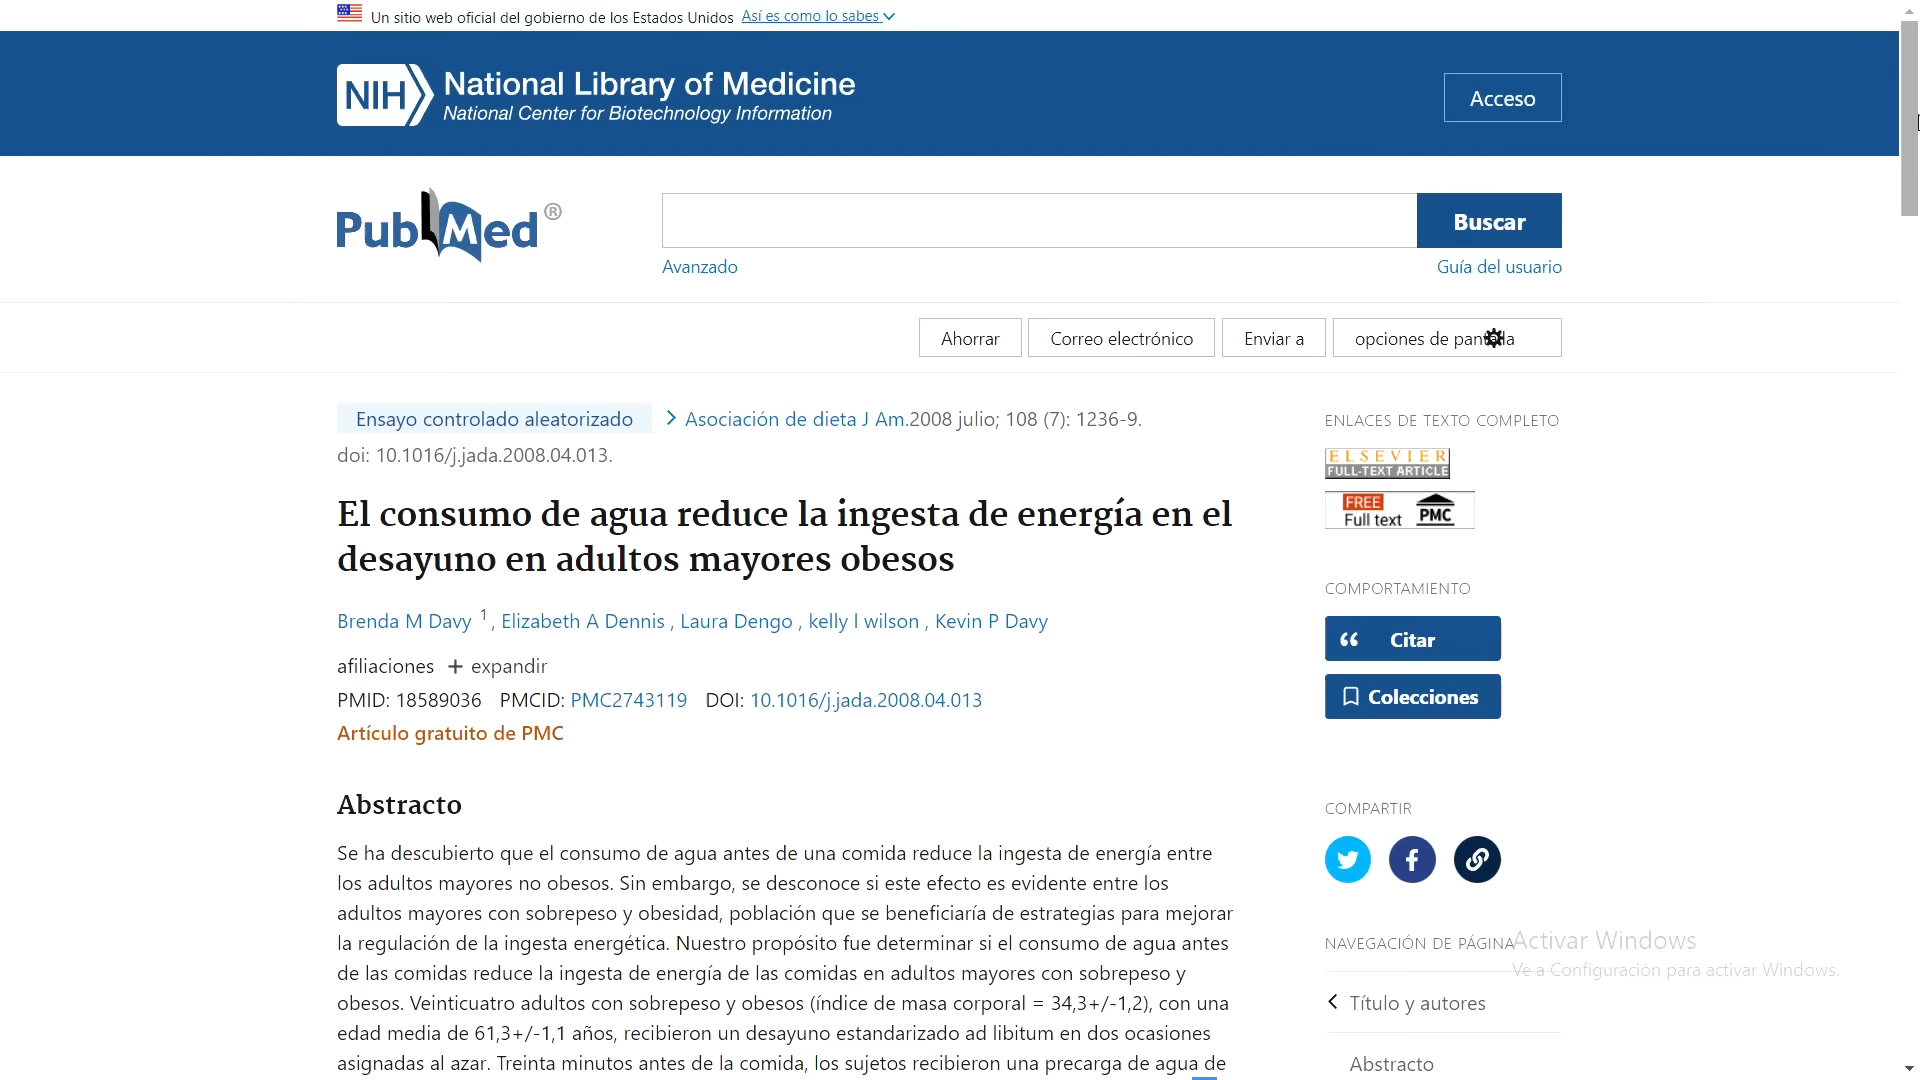 Un sitio web oficial del gobierno de los Estados Unidos Así es como lo sabes
NIH National Library of Medicine
National Center for Biotechnology Information
Acceso
PubMed ®
Buscar
Avanzado
Guía del usuario
Ahorrar
Correo electrónico
Enviar a
opciones de pantalla
Ensayo controlado aleatorizado > Asociación de dieta J Am.2008 julio; 108 (7): 1236-9.
doi: 10.1016/j.jada.2008.04.013.
El consumo de agua reduce la ingesta de energía en el
desayuno en adultos mayores obesos
Brenda M Davy 1 , Elizabeth A Dennis , Laura Dengo , kelly l wilson , Kevin P Davy
afiliaciones + expandir
PMID: 18589036 PMCID: PMC2743119 DOI: 10.1016/j.jada.2008.04.013
Artículo gratuito de PMC
Abstracto
Se ha descubierto que el consumo de agua antes de una comida reduce la ingesta de energía entre
los adultos mayores no obesos. Sin embargo, se desconoce si este efecto es evidente entre los
adultos mayores con sobrepeso y obesidad, población que se beneficiaría de estrategias para mejorar
la regulación de la ingesta energética. Nuestro propósito fue determinar si el consumo de agua antes
de las comidas reduce la ingesta de energía de las comidas en adultos mayores con sobrepeso y
obesos. Veinticuatro adultos con sobrepeso y obesos (índice de masa corporal = 34,3+/-1,2), con una
edad media de 61,3+/-1,1 años, recibieron un desayuno estandarizado ad libitum en dos ocasiones
asignadas al azar. Treinta minutos antes de la comida, los sujetos recibieron una precarga de agua de
ENLACES DE TEXTO COMPLETO
ELSEVIER
FULL-TEXT ARTICLE
FREE
Full text PMC
COMPORTAMIENTO
Citar
Colecciones
COMPARTIR
NAVEGACIÓN DE PÁGINA
Título y autores
Abstracto
Activar Windows
Ve a Configuración para activar Windows.